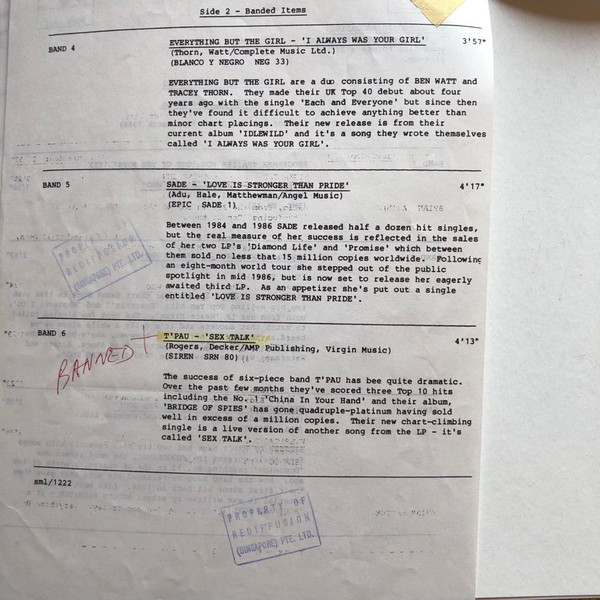 Side 2 - Banded Items
BAND 4
EVERYTHING BUT THE GIRL - 'I ALWAYS WAS YOUR GIRL'
3'57"
(Thorn, Watt/Complete Music Ltd.)
(BLANCO Y NEGRO NEG 33)
EVERYTHING BUT THE GIRL are a duo consisting of BEN WATT and
TRACEY THORN. They made their UK Top 40 debut about four
years ago with the single 'Each and Everyone' but since then
they've found it difficult to achieve anything better than
minor chart placings. Their new release is from their
current album 'IDLEWILD' and it's a song they wrote themselves
called 'I ALWAYS WAS YOUR GIRL'.
BAND 5
SADE - 'LOVE IS STRONGER THAN PRIDE'
4'17"
(Adu, Hale, Matthewman/Angel Music)
(EPIC SADE 1)
Between 1984 and 1986 SADE released half a dozen hit singles,
but the real measure of her success is reflected in the sales
of her two LP's 'Diamond Life' and 'Promise' which between
them sold no less that 15 million copies worldwide. Following
an eight-month world tour she stepped out of the public
spotlight in mid 1986, but is now set to release her eagerly
awaited third LP. As an appetizer she's put out a single
entitled 'LOVE IS STRONGER THAN PRIDE'.
PROPERTY OF
REDIFFUSION
(SINGAPORE) PTE. LTD.
BAND 6
BANNED
T'PAU - 'SEX TALK'
4'13"
(Rogers, Decker/AMP Publishing, Virgin Music)
(SIREN SRN 80)
The success of six-piece band T'PAU has bee quite dramatic.
Over the past few months they've scored three Top 10 hits
including the No. 1 'China In Your Hand' and their album,
'BRIDGE OF SPIES' has gone quadruple-platinum having sold
well in excess of a million copies. Their new chart-climbing
single is a live version of another song from the LP - it's
called 'SEX TALK'.
sml/1222
PROPERTY OF
REDIFFUSION
(SINGAPORE) PTE. LTD.